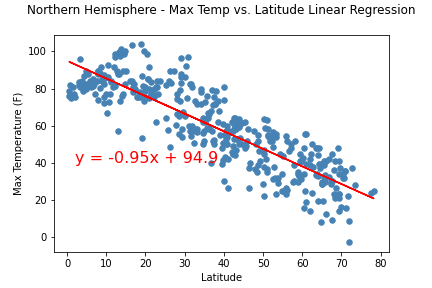 Northern Hemisphere - Max Temp vs. Latitude Linear Regression
100
80
60
40
20
0
Max Temperature (F)
y = -0.95x + 94.9
0 10 20 30 40 50 60 70 80
Latitude